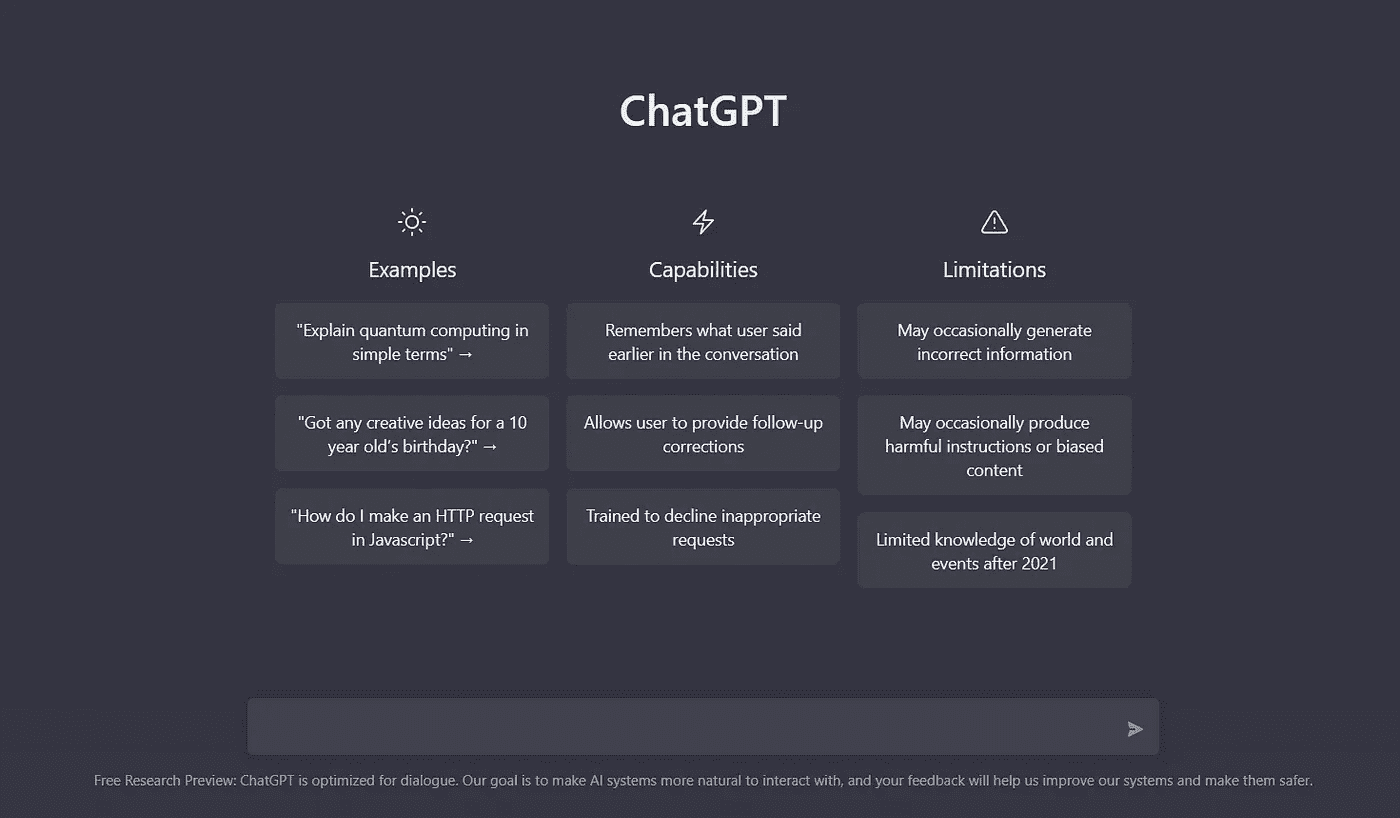 ChatGPT
Examples
"Explain quantum computing in
simple terms" →
"Got any creative ideas for a 10
year old's birthday?" →
"How do I make an HTTP request
in Javascript?" →
Capabilities
Remembers what user said
earlier in the conversation
Allows user to provide follow-up
corrections
Trained to decline inappropriate
requests
Limitations
May occasionally generate
incorrect information
May occasionally produce
harmful instructions or biased
content
Limited knowledge of world and
events after 2021
Free Research Preview: ChatGPT is optimized for dialogue. Our goal is to make AI systems more natural to interact with, and your feedback will help us improve our systems and make them safer.